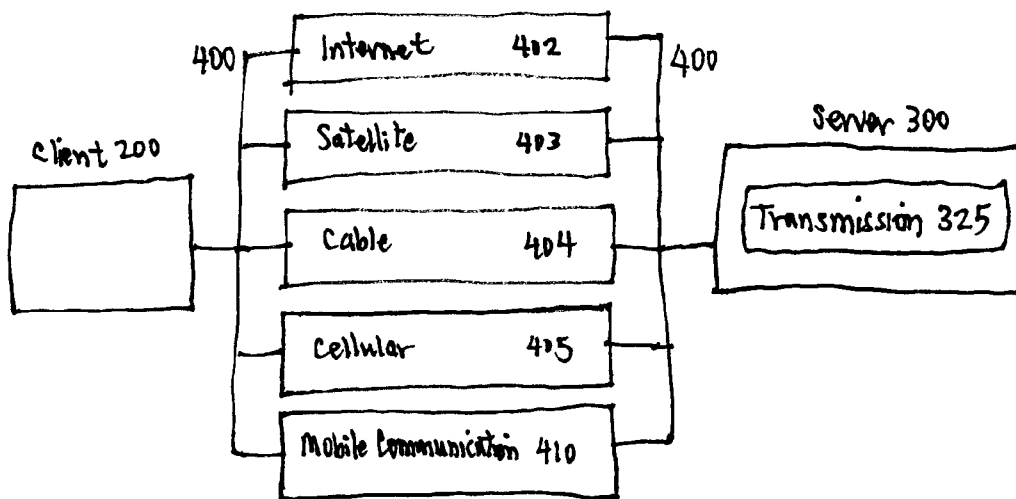 400
Internet 402
400
Satellite 403
Client 200
Server 300
Cable 404
Transmission 325
Cellular 405
Mobile Communication 410